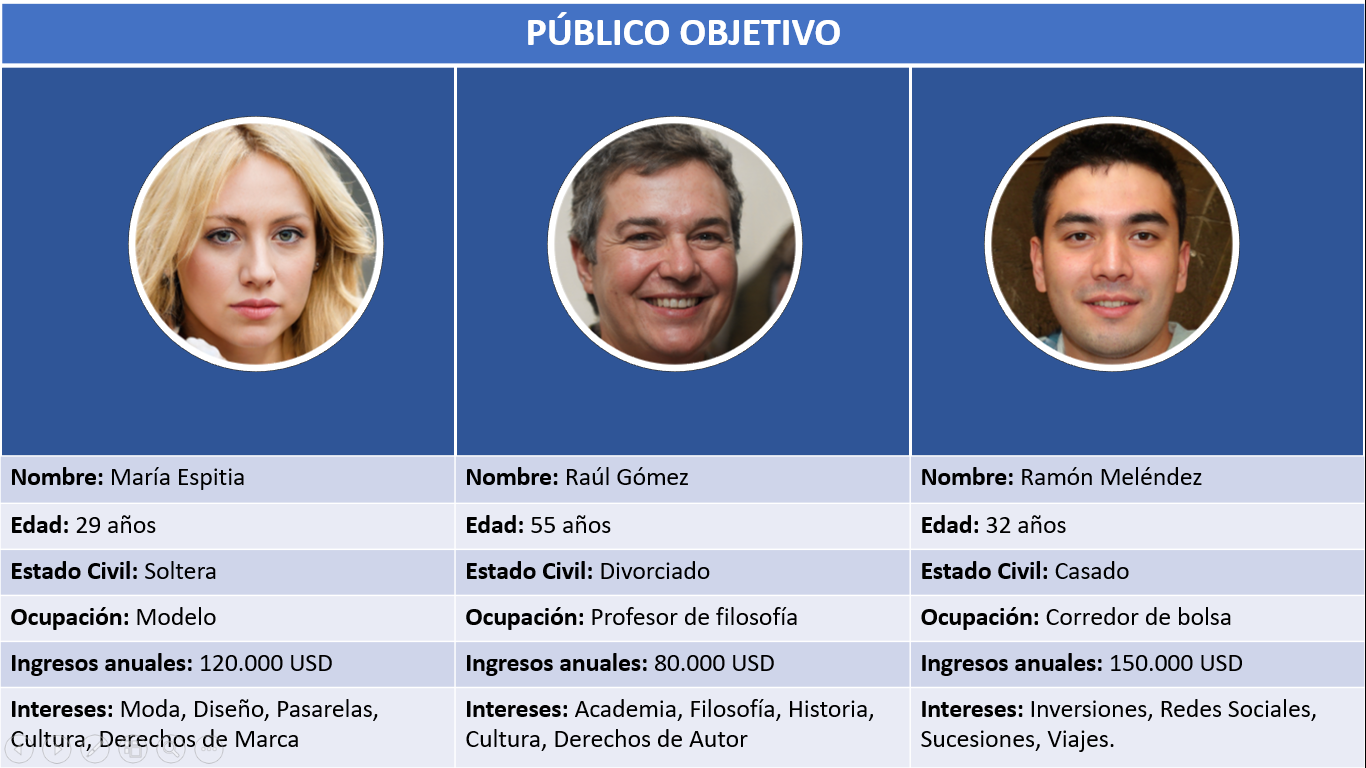 PÚBLICO OBJETIVO
Nombre: María Espitia
Nombre: Raúl Gómez
Nombre: Ramón Meléndez
Edad: 29 años
Edad: 55 años
Edad: 32 años
Estado Civil: Soltera
Estado Civil: Divorciado
Estado Civil: Casado
Ocupación: Modelo
Ocupación: Profesor de filosofía
Ocupación: Corredor de bolsa
Ingresos anuales: 120.000 USD
Ingresos anuales: 80.000 USD
Ingresos anuales: 150.000 USD
Intereses: Moda, Diseño, Pasarelas,
Cultura, Derechos de Marca
Intereses: Academia, Filosofía, Historia,
Cultura, Derechos de Autor
Intereses: Inversiones, Redes Sociales,
Sucesiones, Viajes.